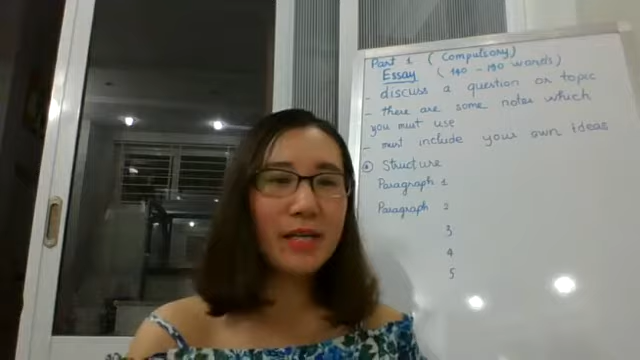 Part 1 (Compulsory)
Essay (140 - 190 words)
- discuss a question or topic
- there are some notes which
you must use
- must include your own ideas
* Structure
Paragraph 1
Paragraph 2
3
4
5